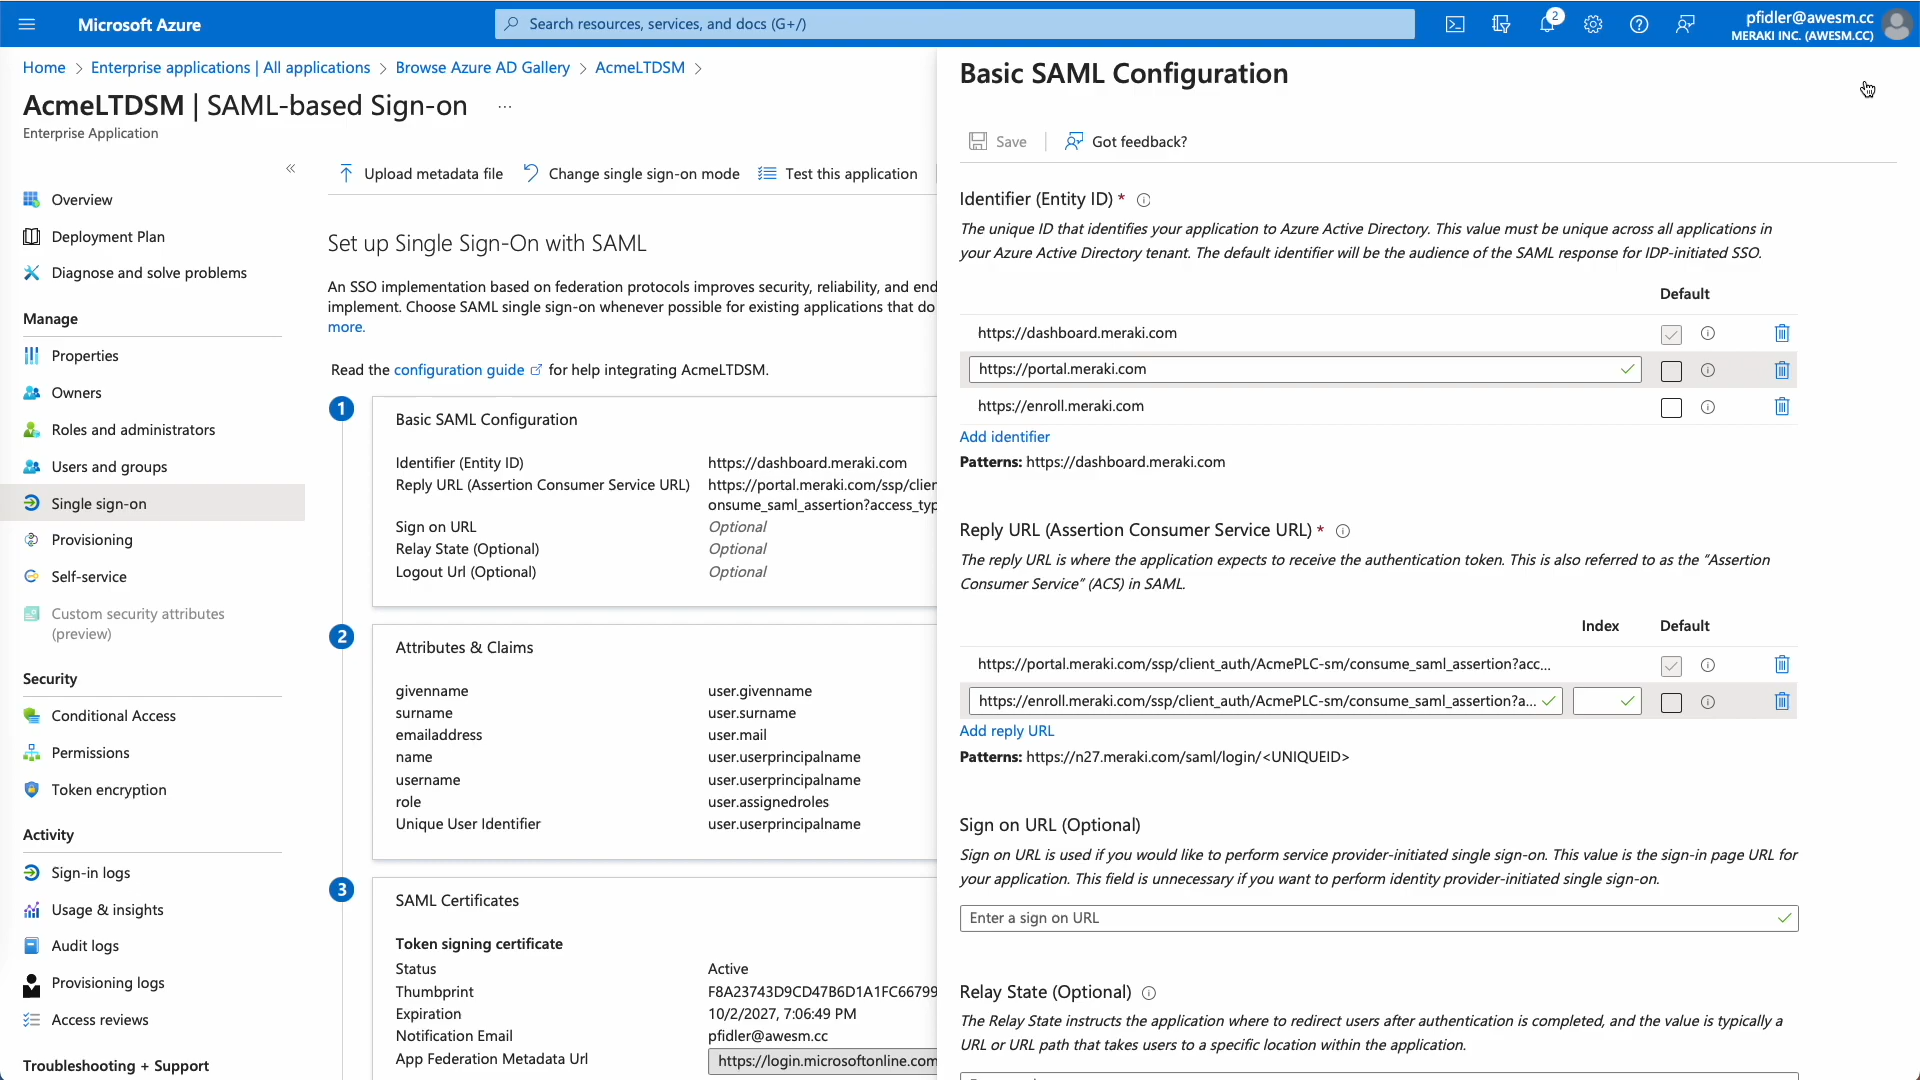 Microsoft Azure
Search resources, services, and docs (G+/)
2
pfidler@awesm.cc
MERAKI INC. (AWESM.CC)
Home > Enterprise applications | All applications > Browse Azure AD Gallery > AcmeLTDSM >
AcmeLTDSM | SAML-based Sign-on ...
Enterprise Application
«
Overview
Deployment Plan
Diagnose and solve problems
Manage
Properties
Owners
Roles and administrators
Users and groups
Single sign-on
Provisioning
Self-service
Custom security attributes
(preview)
Security
Conditional Access
Permissions
Token encryption
Activity
Sign-in logs
Usage & insights
Audit logs
Provisioning logs
Access reviews
Troubleshooting + Support
Upload metadata file Change single sign-on mode Test this application
Set up Single Sign-On with SAML
An SSO implementation based on federation protocols improves security, reliability, and end
implement. Choose SAML single sign-on whenever possible for existing applications that do
more.
Read the configuration guide for help integrating AcmeLTDSM.
1
Basic SAML Configuration
Identifier (Entity ID) https://dashboard.meraki.com
Reply URL (Assertion Consumer Service URL) https://portal.meraki.com/ssp/clien
onsume_saml_assertion?access_typ
Sign on URL Optional
Relay State (Optional) Optional
Logout Url (Optional) Optional
2
Attributes & Claims
givenname user.givenname
surname user.surname
emailaddress user.mail
name user.userprincipalname
username user.userprincipalname
role user.assignedroles
Unique User Identifier user.userprincipalname
3
SAML Certificates
Token signing certificate
Status Active
Thumbprint F8A23743D9CD47B6D1A1FC66799
Expiration 10/2/2027, 7:06:49 PM
Notification Email pfidler@awesm.cc
App Federation Metadata Url https://login.microsoftonline.com
Basic SAML Configuration
Save Got feedback?
Identifier (Entity ID) *
The unique ID that identifies your application to Azure Active Directory. This value must be unique across all applications in
your Azure Active Directory tenant. The default identifier will be the audience of the SAML response for IDP-initiated SSO.
Default
https://dashboard.meraki.com
https://portal.meraki.com
https://enroll.meraki.com
Add identifier
Patterns: https://dashboard.meraki.com
Reply URL (Assertion Consumer Service URL) *
The reply URL is where the application expects to receive the authentication token. This is also referred to as the “Assertion
Consumer Service” (ACS) in SAML.
Index Default
https://portal.meraki.com/ssp/client_auth/AcmePLC-sm/consume_saml_assertion?acc...
https://enroll.meraki.com/ssp/client_auth/AcmePLC-sm/consume_saml_assertion?a...
Add reply URL
Patterns: https://n27.meraki.com/saml/login/<UNIQUEID>
Sign on URL (Optional)
Sign on URL is used if you would like to perform service provider-initiated single sign-on. This value is the sign-in page URL for
your application. This field is unnecessary if you want to perform identity provider-initiated single sign-on.
Enter a sign on URL
Relay State (Optional)
The Relay State instructs the application where to redirect users after authentication is completed, and the value is typically a
URL or URL path that takes users to a specific location within the application.